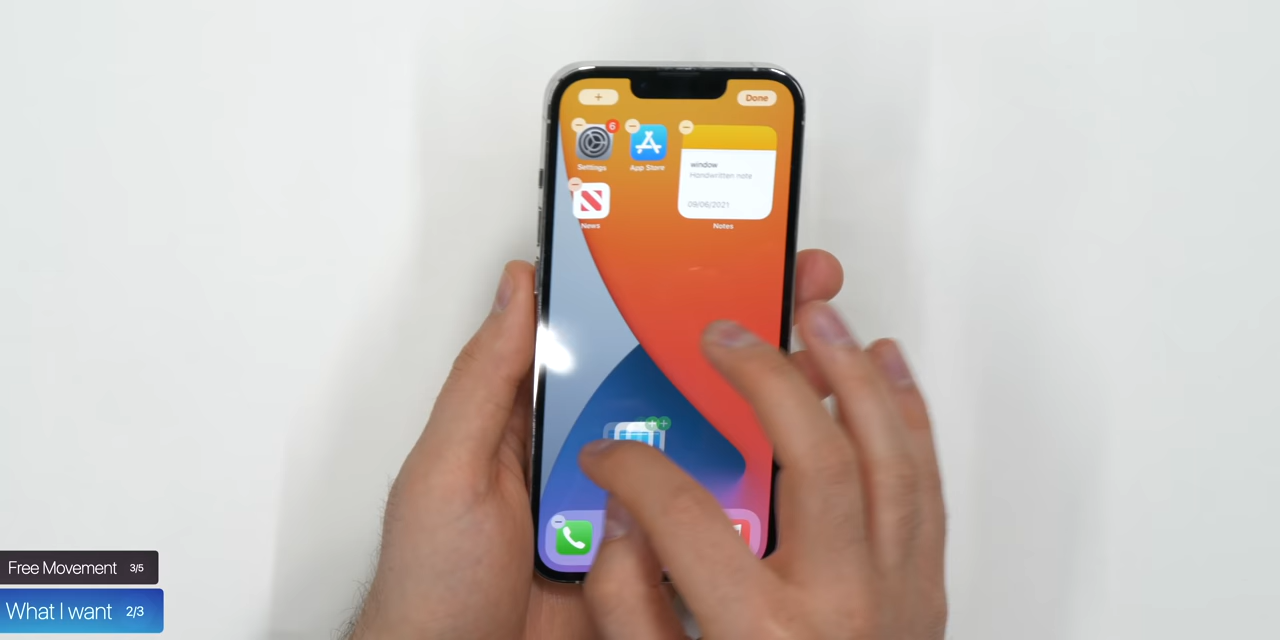 +
Done
6
Settings
App Store
window
Handwritten note
09/06/2021
News
Notes
Free Movement 3/5
What I want 2/3